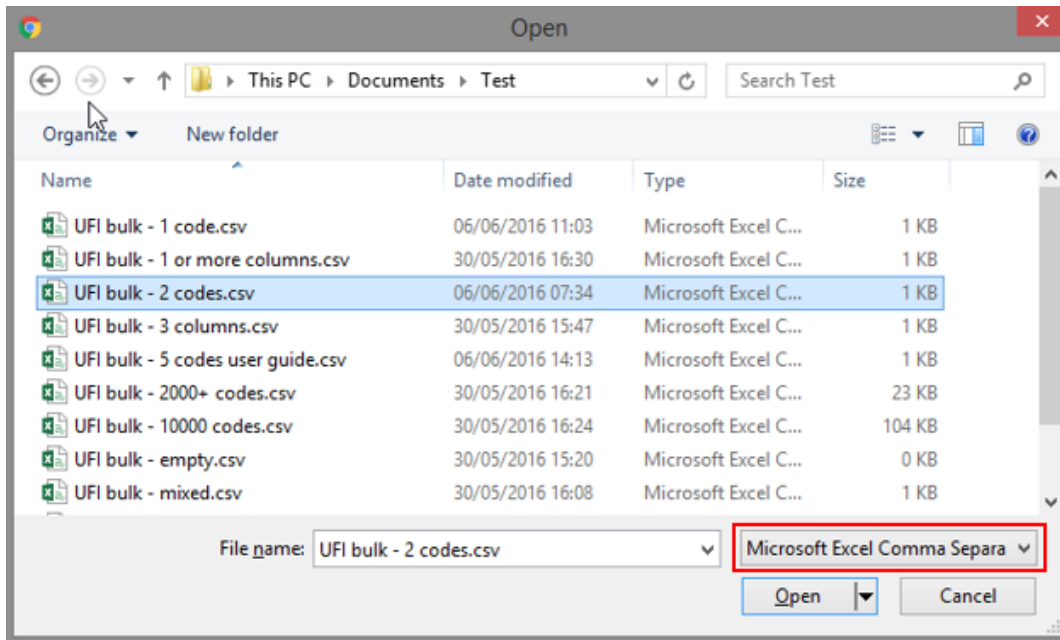 Open
This PC Documents Test Search Test
Organize New folder
Name Date modified Type Size
UFI bulk - 1 code.csv 06/06/2016 11:03 Microsoft Excel C... 1 KB
UFI bulk - 1 or more columns.csv 30/05/2016 16:30 Microsoft Excel C... 1 KB
UFI bulk - 2 codes.csv 06/06/2016 07:34 Microsoft Excel C... 1 KB
UFI bulk - 3 columns.csv 30/05/2016 15:47 Microsoft Excel C... 1 KB
UFI bulk - 5 codes user guide.csv 06/06/2016 14:13 Microsoft Excel C... 1 KB
UFI bulk - 2000+ codes.csv 30/05/2016 16:21 Microsoft Excel C... 23 KB
UFI bulk - 10000 codes.csv 30/05/2016 16:24 Microsoft Excel C... 104 KB
UFI bulk - empty.csv 30/05/2016 15:20 Microsoft Excel C... 0 KB
UFI bulk - mixed.csv 30/05/2016 16:08 Microsoft Excel C... 1 KB
File name: UFI bulk - 2 codes.csv Microsoft Excel Comma Separa
Open Cancel